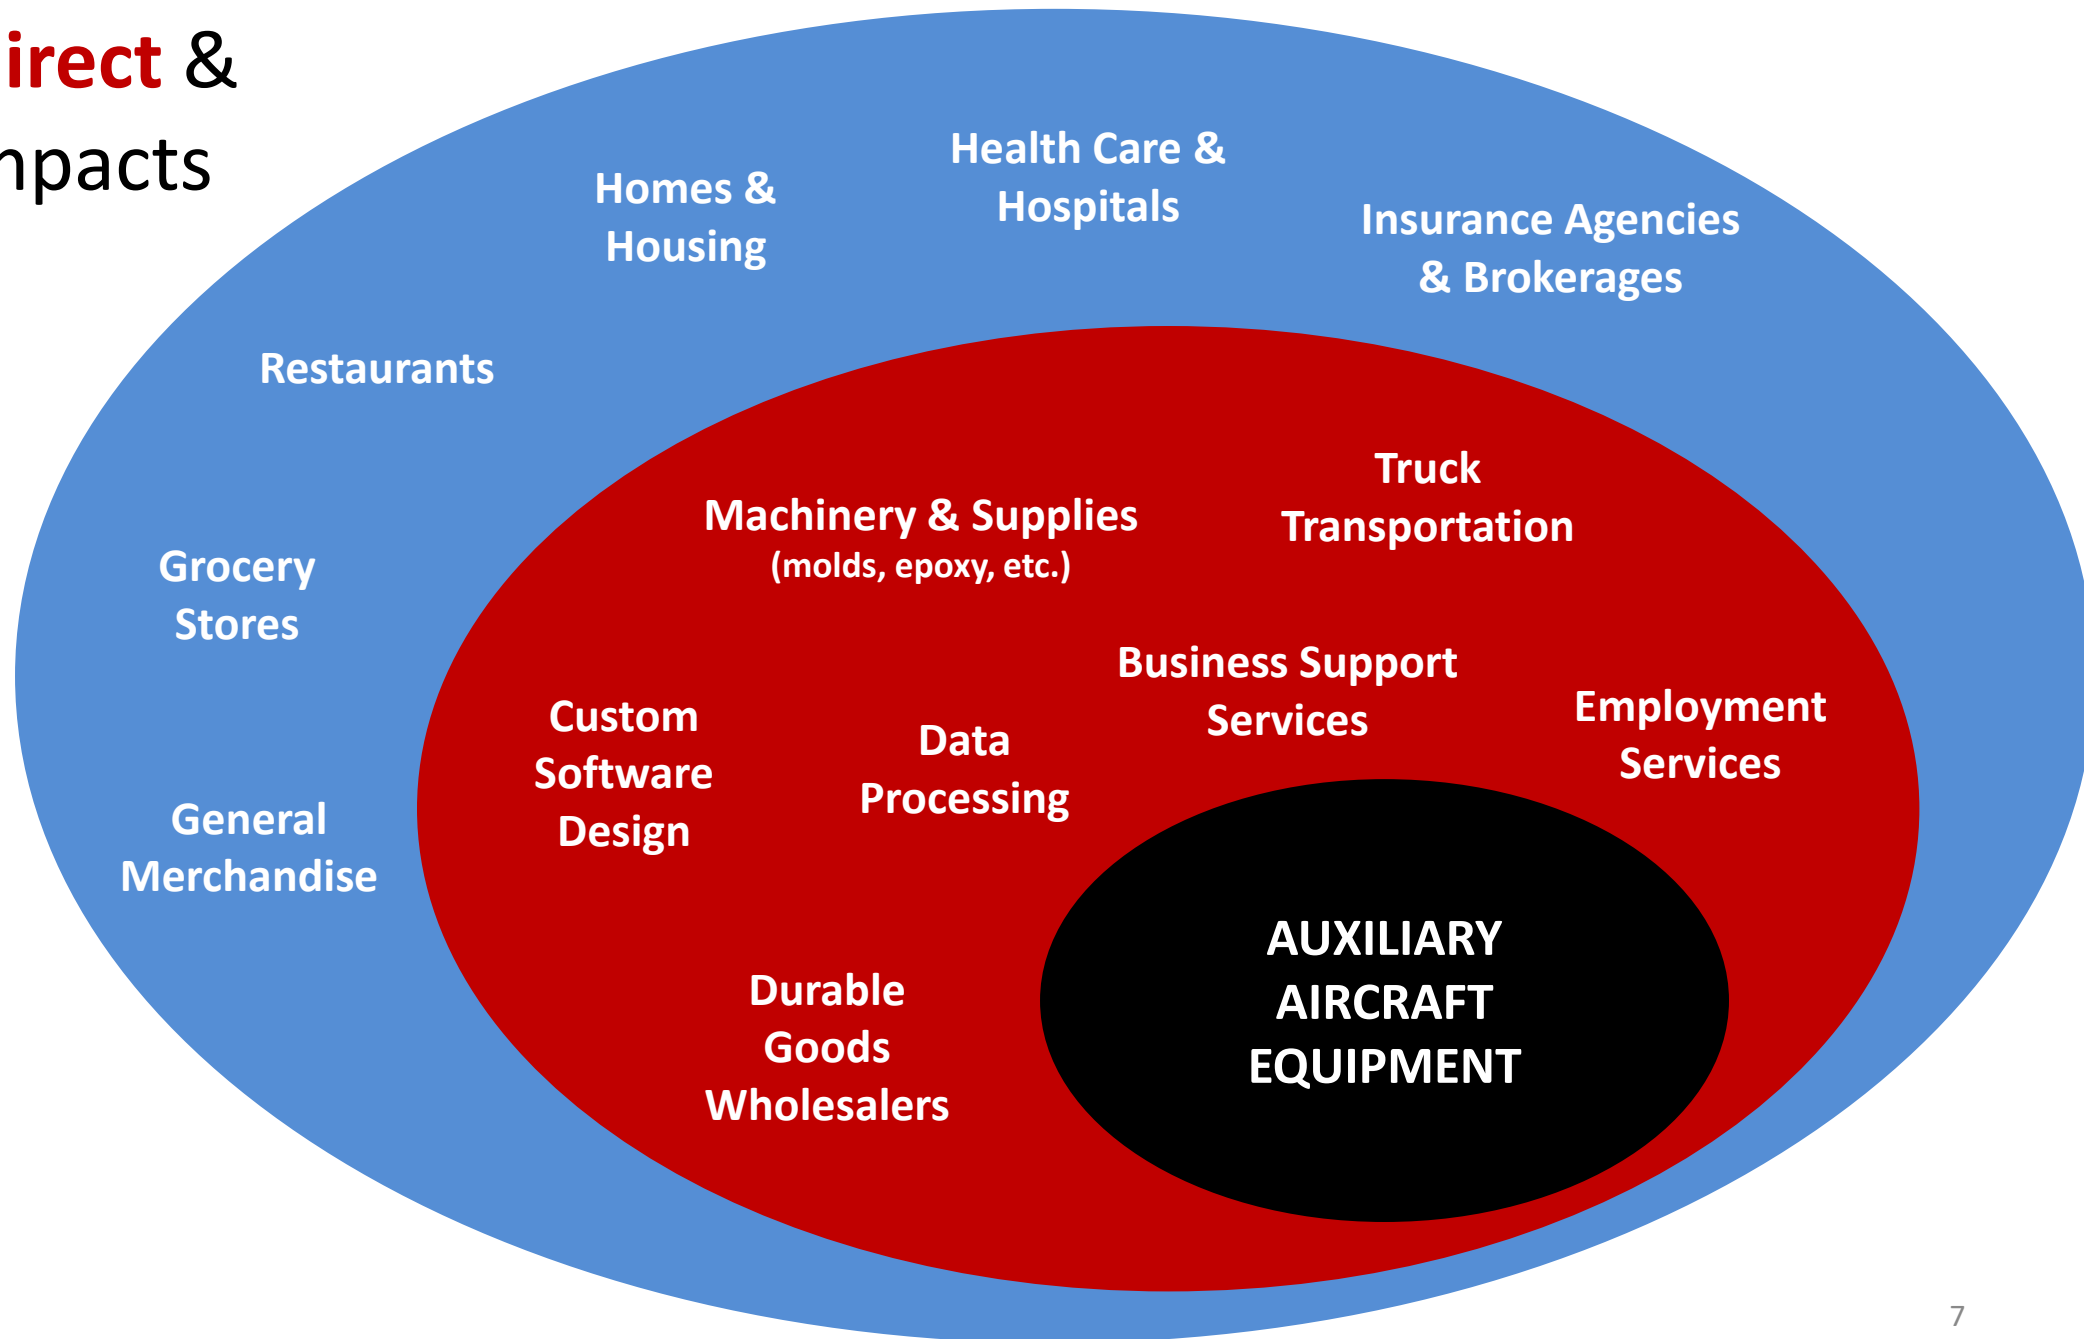 irect &
npacts
Health Care &
Hospitals
Homes &
Housing
Insurance Agencies
& Brokerages
Restaurants
Truck
Transportation
Machinery & Supplies
(molds, epoxy, etc.)
Grocery
Stores
Business Support
Services
Employment
Services
Custom
Software
Design
Data
Processing
General
Merchandise
AUXILIARY
AIRCRAFT
EQUIPMENT
Durable
Goods
Wholesalers
7